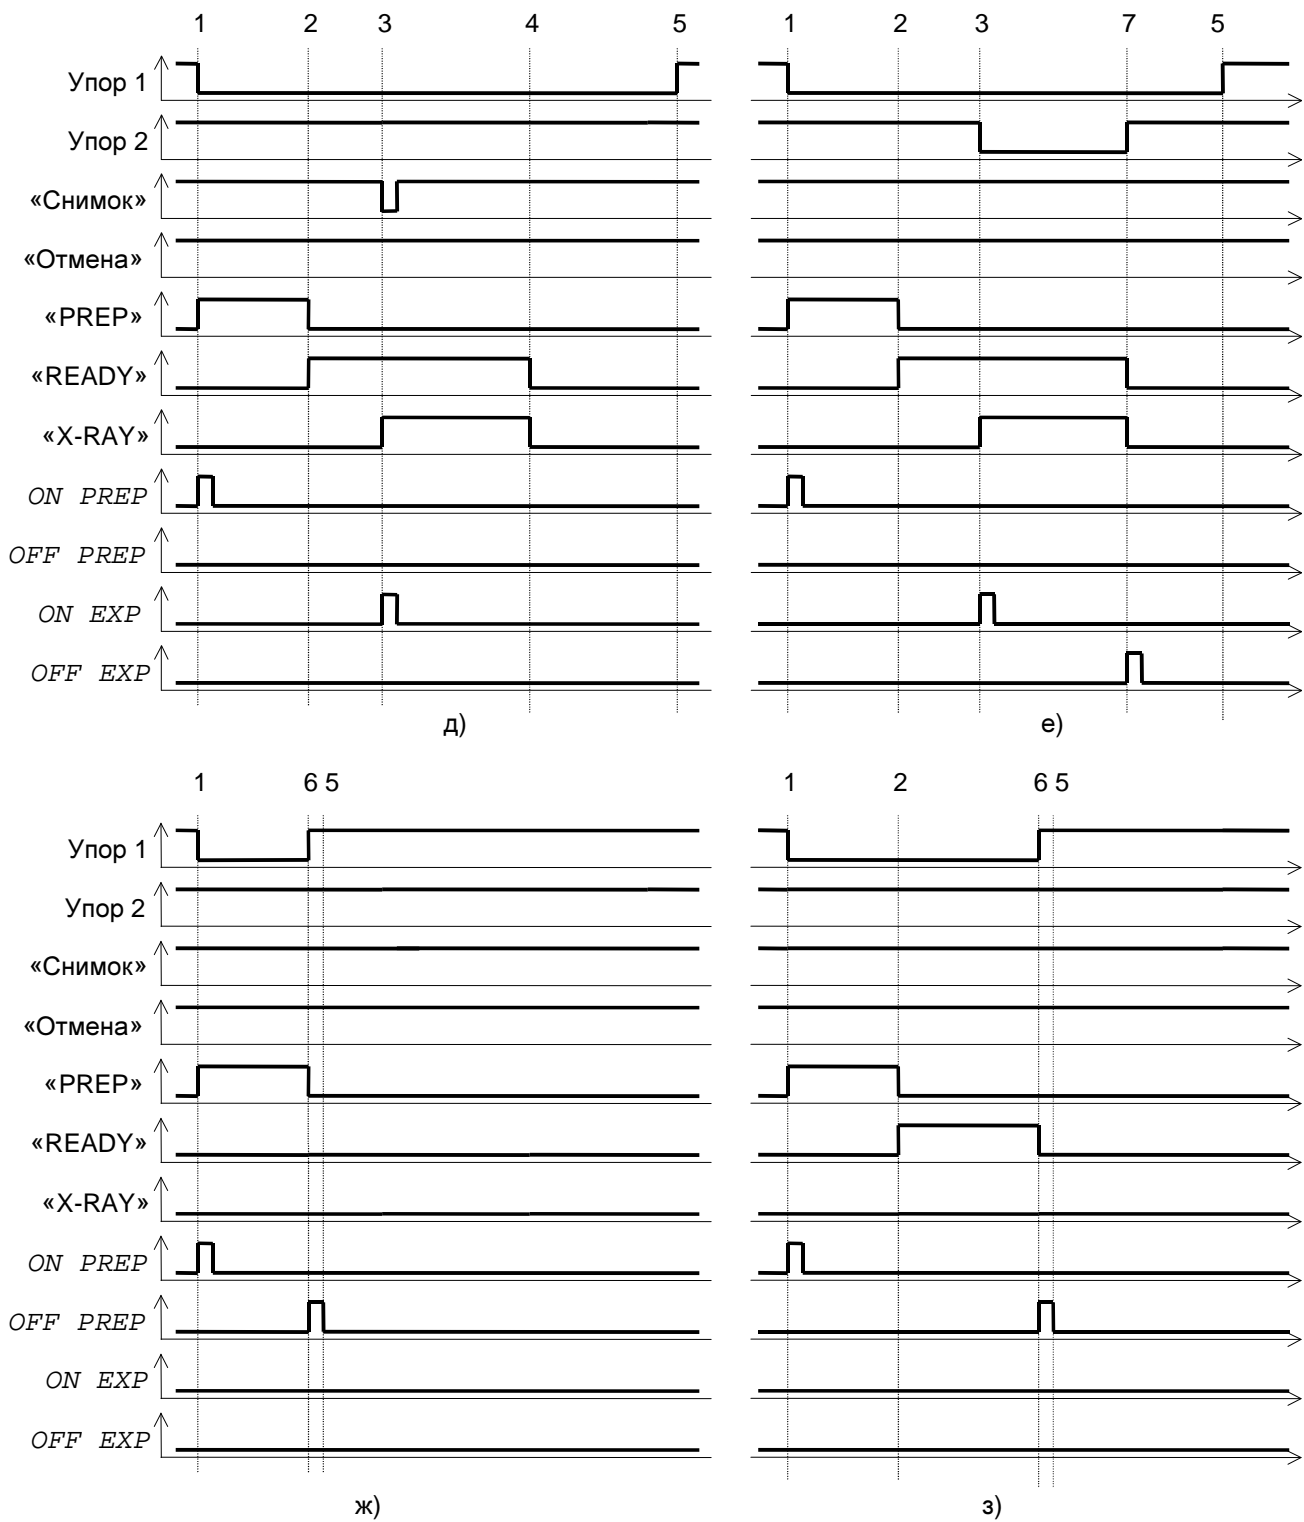 1 2 3 4 5 1 2 3 7 5
Упор 1
Упор 2
«Снимок»
«Отмена»
«PREP»
«READY»
«X-RAY»
ON PREP
OFF PREP
ON EXP
OFF EXP
д) е)
1 6 5 1 2 6 5
Упор 1
Упор 2
«Снимок»
«Отмена»
«PREP»
«READY»
«X-RAY»
ON PREP
OFF PREP
ON EXP
OFF EXP
ж) з)